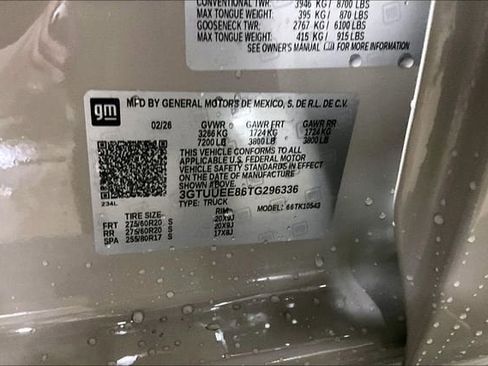 CONVENTIONAL TWR: 3946 KG / 8700 LBS
MAX TONGUE WEIGHT: 395 KG / 870 LBS
GOOSENECK TWR: 2767 KG / 6100 LBS
MAX TONGUE WEIGHT: 415 KG / 915 LBS
SEE OWNER'S MANUAL FOR MORE INFORMATION
gm
MFD BY GENERAL MOTORS DE MEXICO, S. DE R.L. DE C.V.
02/26 GVWR GAWR FRT GAWR RR
3266 KG 1724 KG 1724 KG
7200 LB 3800 LB 3800 LB
THIS VEHICLE CONFORMS TO ALL
APPLICABLE U.S. FEDERAL MOTOR
VEHICLE SAFETY STANDARDS IN EFFECT
ON THE DATE OF MANUFACTURE
SHOWN ABOVE.
3GTUUEE86TG296336
TYPE: TRUCK MODEL:
234L
TIRE SIZE RIM
FRT 275/60R20 S 20X9J
RR 275/60R20 S 20X9J
SPA 255/80R17 S 17X8J